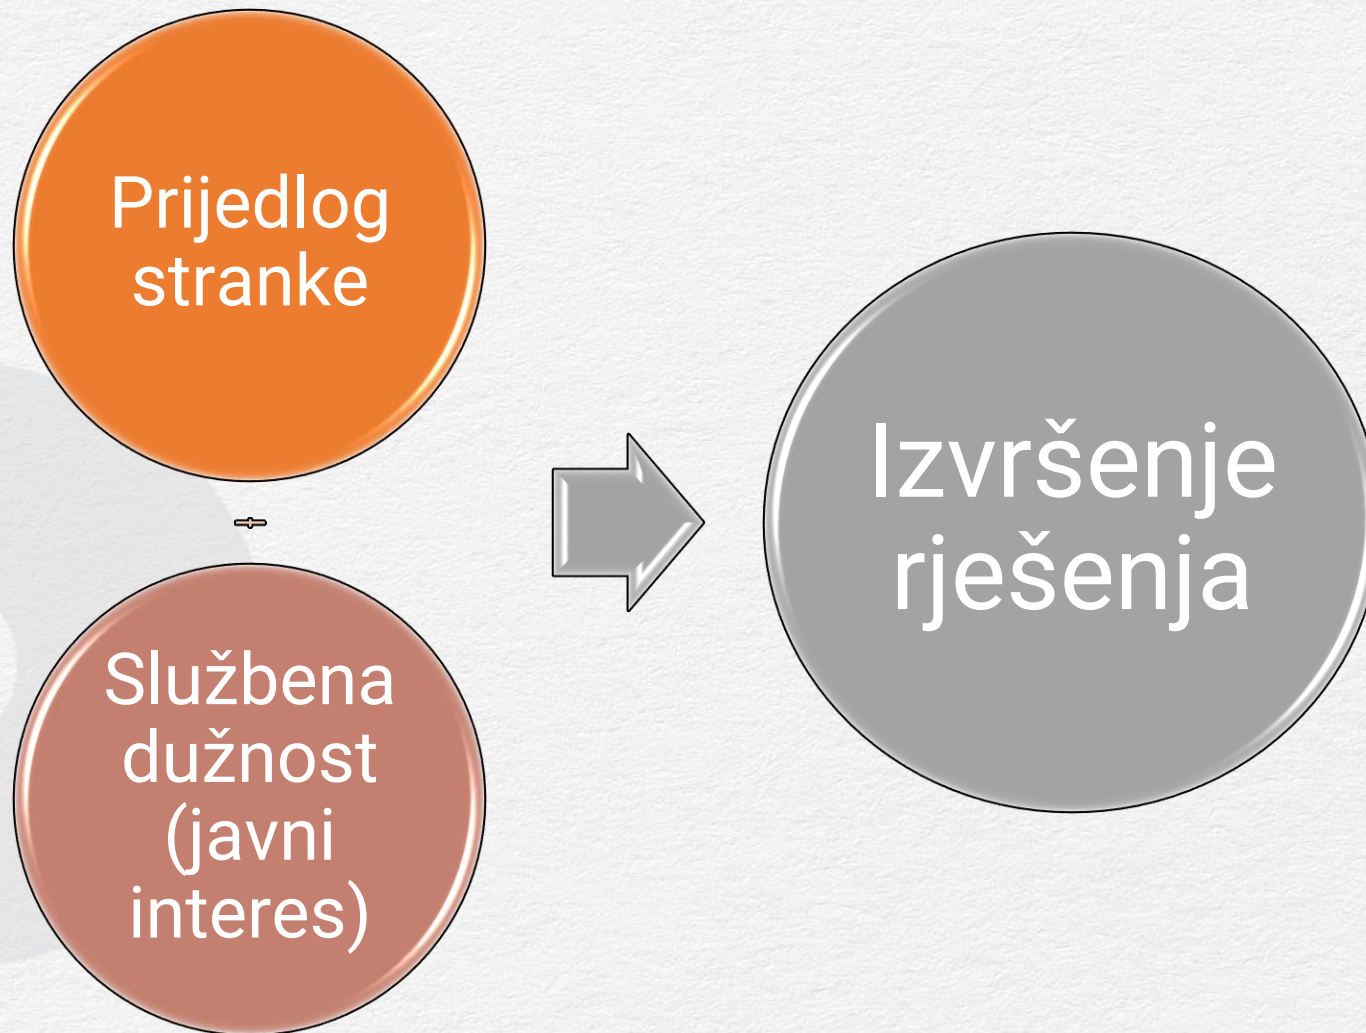 Prijedlog
stranke
Službena
dužnost
(javni
interes)
Izvršenje
rješenja